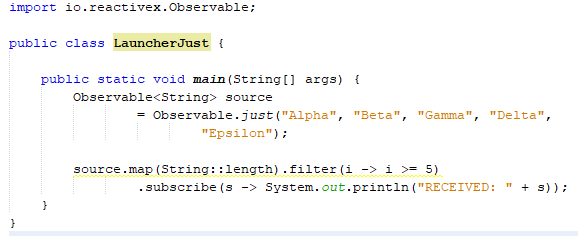 import io.reactivex.Observable;
public class LauncherJust {
public static void main(String[] args) {
Observable<String> source
= Observable.just("Alpha", "Beta", "Gamma", "Delta",
"Epsilon");
source.map(String::length).filter(i -> i >= 5)
.subscribe(s -> System.out.println("RECEIVED: " + s));
}
}